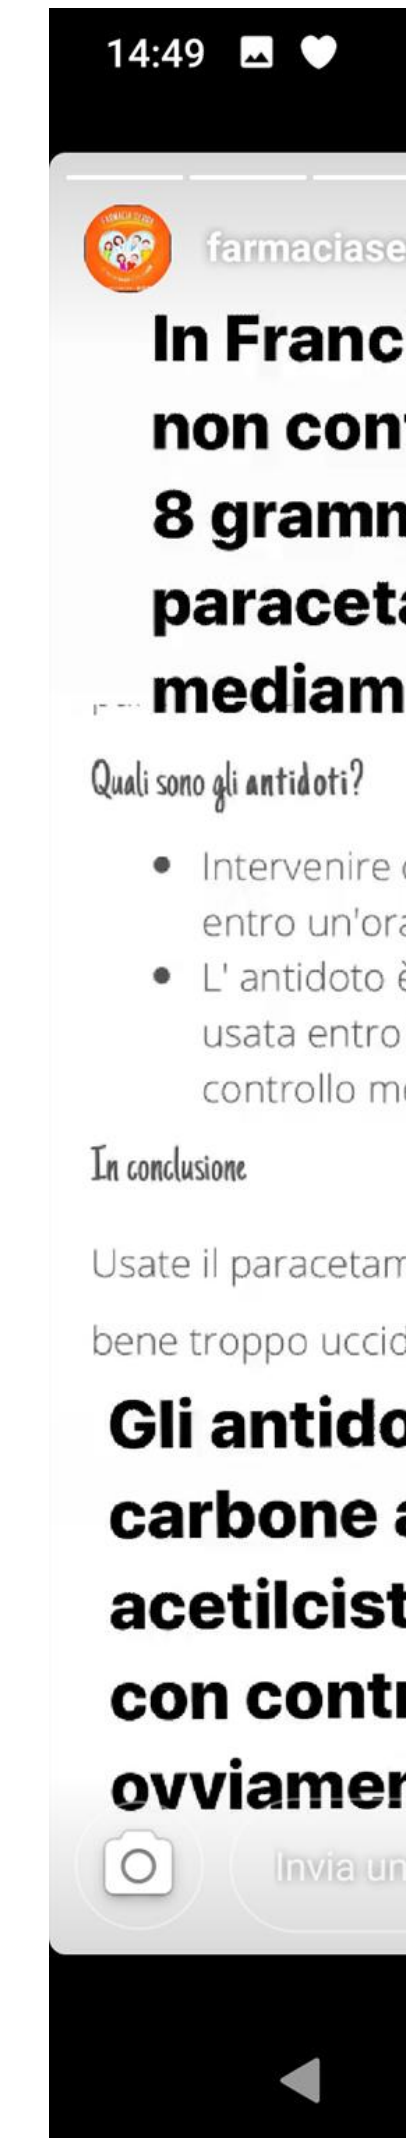 14:49
farmaciase
In Franc
non cont
8 gramm
paraceta
mediam
Quali sono gli antidoti?
• Intervenire
entro un'ora
• L' antidoto è
usata entro
controllo me
In conclusione
Usate il paracetam
bene troppo uccid
Gli antido
carbone a
acetilcist
con contr
ovviamen
Invia un